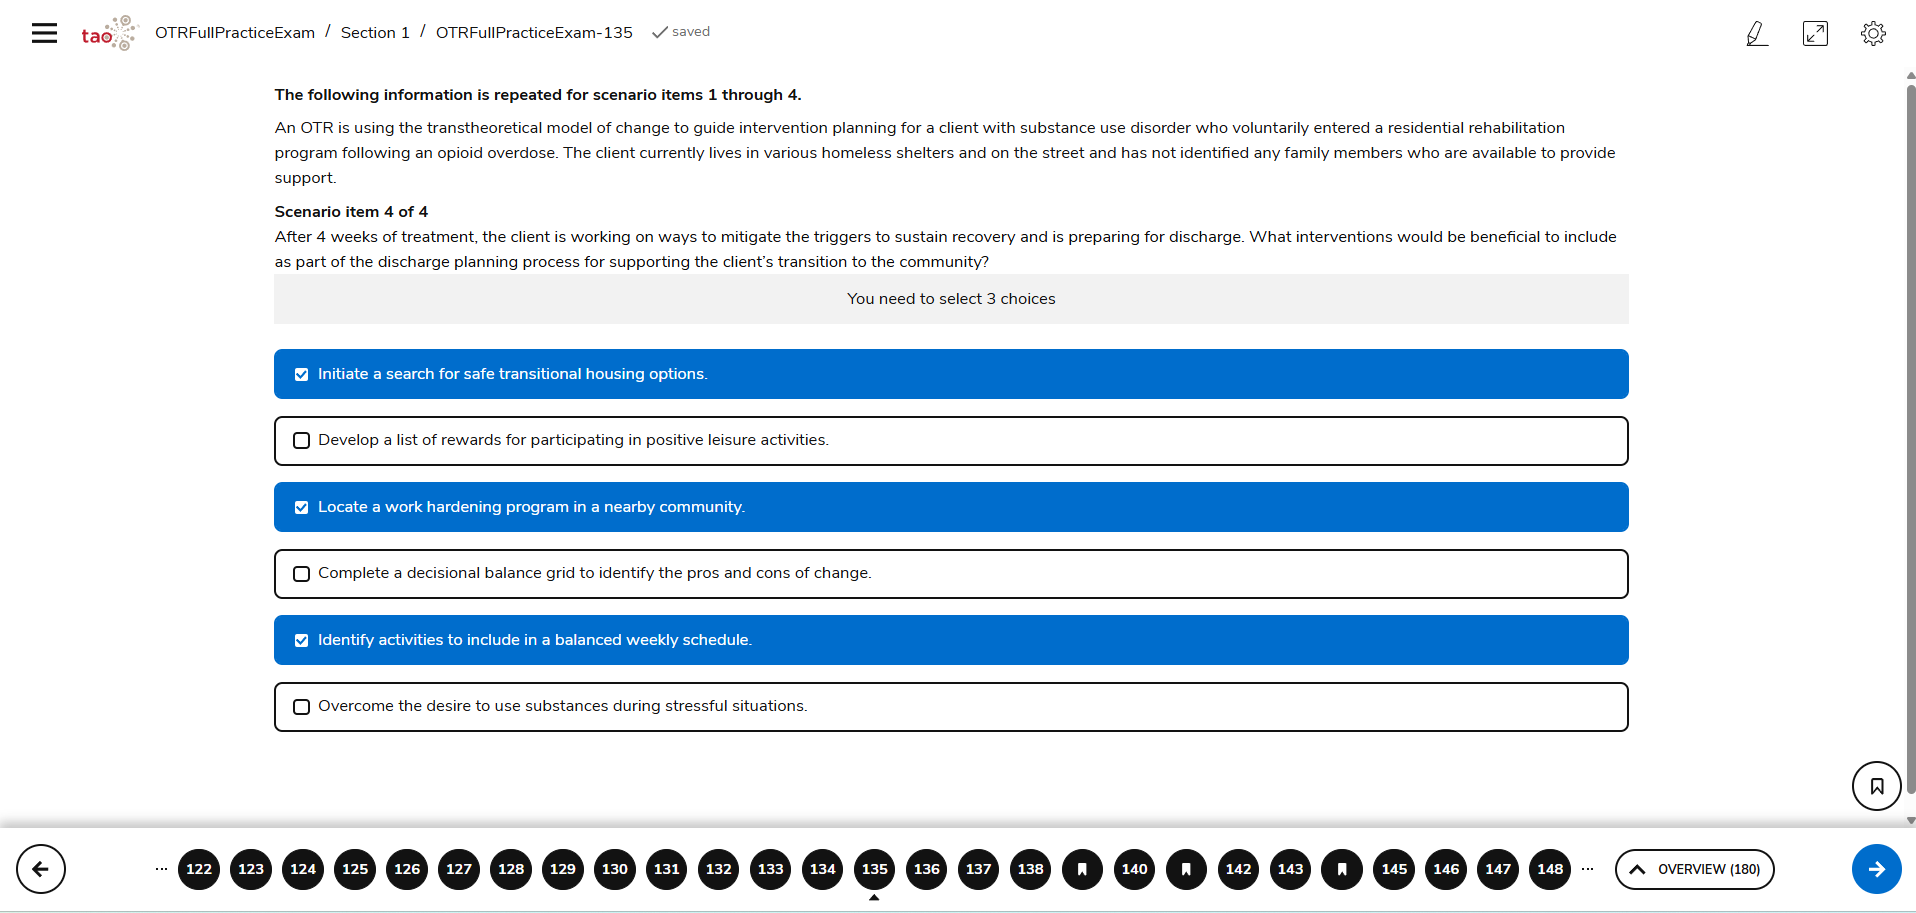 tao
OTRFullPracticeExam / Section 1 / OTRFullPracticeExam-135 saved
The following information is repeated for scenario items 1 through 4.
An OTR is using the transtheoretical model of change to guide intervention planning for a client with substance use disorder who voluntarily entered a residential rehabilitation
program following an opioid overdose. The client currently lives in various homeless shelters and on the street and has not identified any family members who are available to provide
support.
Scenario item 4 of 4
After 4 weeks of treatment, the client is working on ways to mitigate the triggers to sustain recovery and is preparing for discharge. What interventions would be beneficial to include
as part of the discharge planning process for supporting the client's transition to the community?
You need to select 3 choices
Initiate a search for safe transitional housing options.
Develop a list of rewards for participating in positive leisure activities.
Locate a work hardening program in a nearby community.
Complete a decisional balance grid to identify the pros and cons of change.
Identify activities to include in a balanced weekly schedule.
Overcome the desire to use substances during stressful situations.
... 122 123 124 125 126 127 128 129 130 131 132 133 134 135 136 137 138 140 142 143 145 146 147 148 ... OVERVIEW (180)